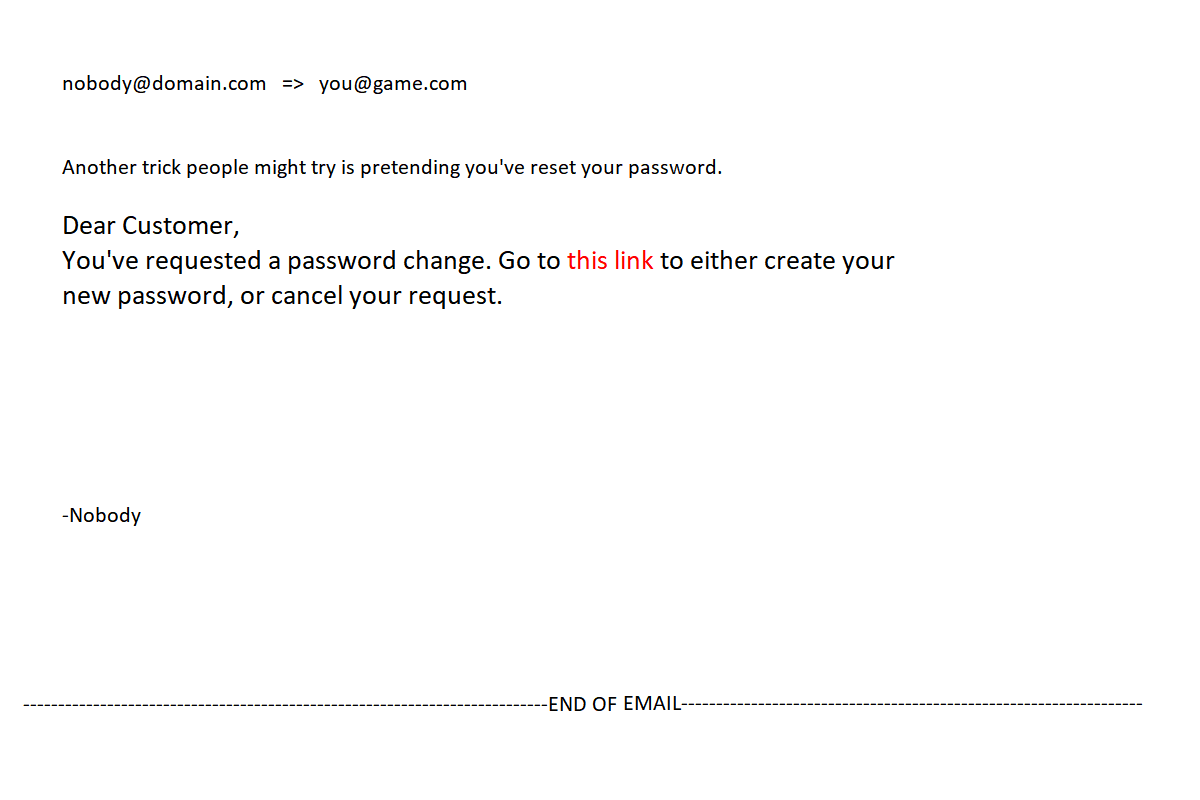 nobody@domain.com => you@game.com
Another trick people might try is pretending you've reset your password.
Dear Customer,
You've requested a password change. Go to this link to either create your
new password, or cancel your request.
-Nobody
---------------------------------------------------------------------------END OF EMAIL------------------------------------------------------------------